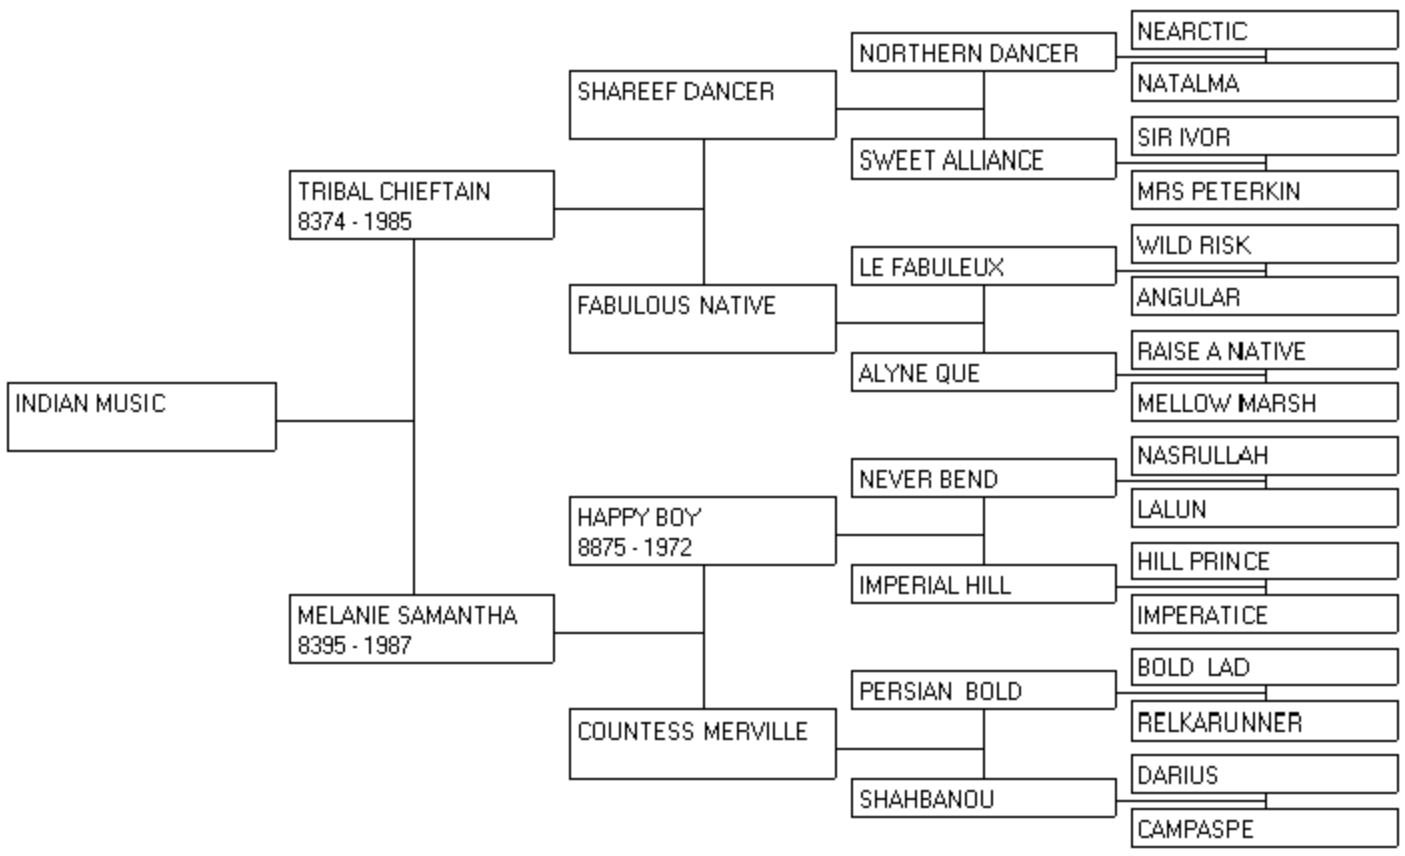 NEARCTIC
NORTHERN DANCER
NATALMA
SHAREEF DANCER
SIR IVOR
SWEET ALLIANCE
MRS PETERKIN
TRIBAL CHIEFTAIN
8374 - 1985
WILD RISK
LE FABULEUX
ANGULAR
FABULOUS NATIVE
RAISE A NATIVE
ALYNE QUE
MELLOW MARSH
INDIAN MUSIC
NASRULLAH
NEVER BEND
LALUN
HAPPY BOY
8875 - 1972
HILL PRINCE
IMPERIAL HILL
IMPERATICE
MELANIE SAMANTHA
8395 - 1987
BOLD LAD
PERSIAN BOLD
RELKARUNNER
COUNTESS MERVILLE
DARIUS
SHAHBANOU
CAMPASPE